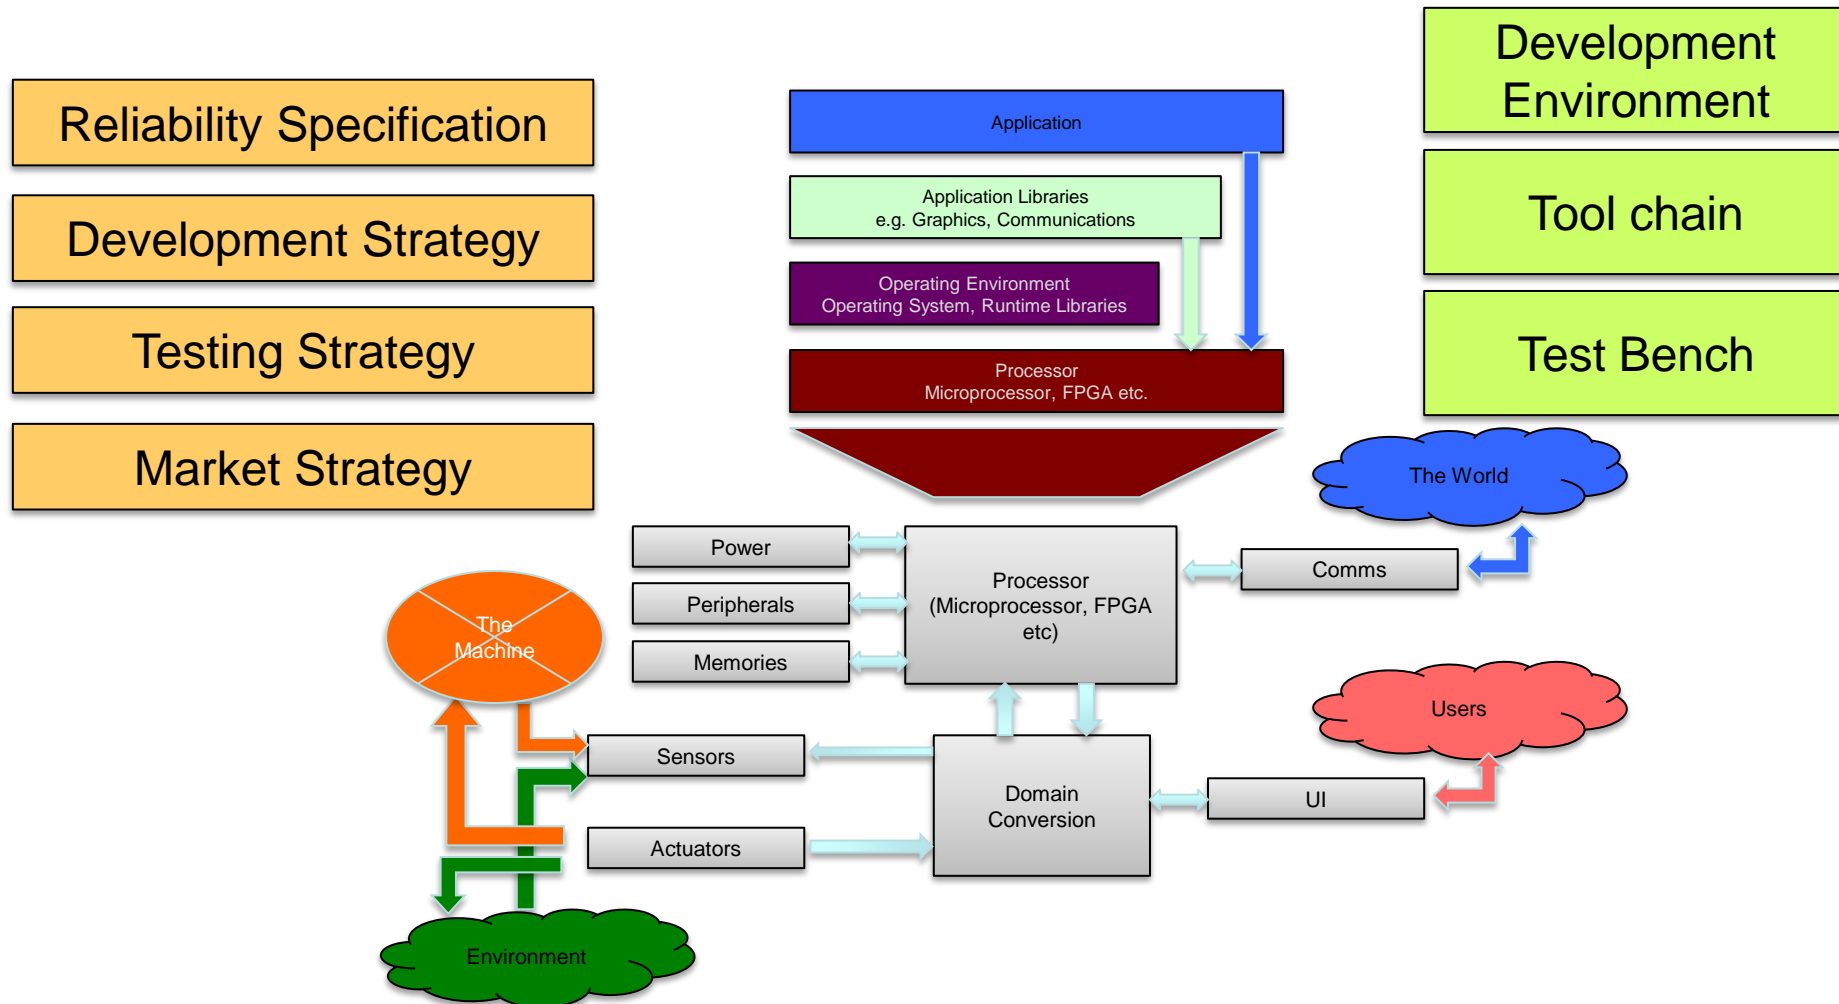 Reliability Specification
Development Strategy
Testing Strategy
Market Strategy
Application
Application Libraries
e.g. Graphics, Communications
Operating Environment
Operating System, Runtime Libraries
Processor
Microprocessor, FPGA etc.
Development
Environment
Tool chain
Test Bench
The World
Power
Peripherals
Memories
Processor
(Microprocessor, FPGA
etc)
Comms
The
Machine
Users
Sensors
Actuators
Domain
Conversion
UI
Environment